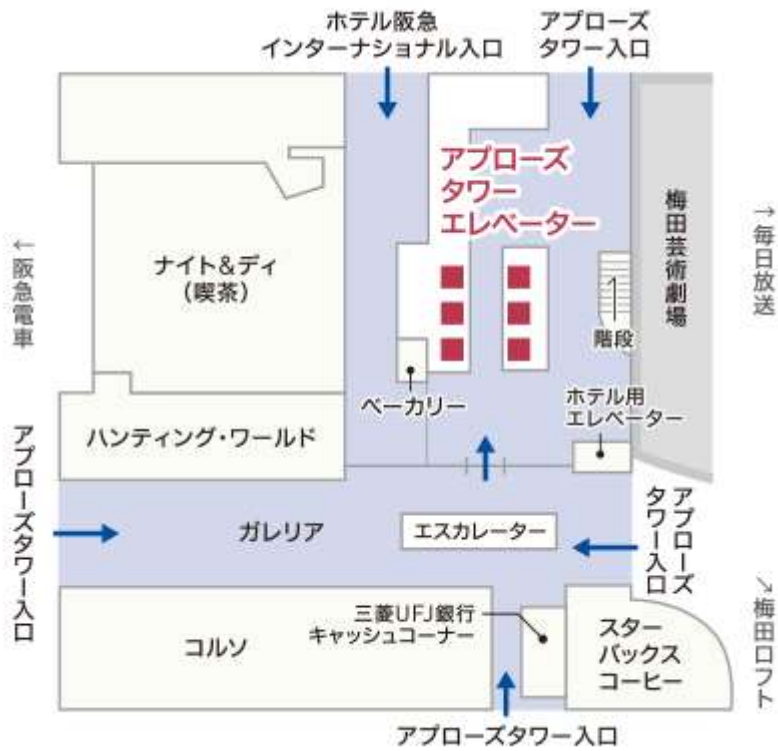 ホテル阪急
インターナショナル入口
アプローズ
タワー入口
アプローズ
タワー
エレベーター
梅田芸術劇場
↑毎日放送
←阪急電車
ナイト&ディ
(喫茶)
階段
ベーカリー
ホテル用
エレベーター
ハンティング・ワールド
アプローズタワー入口
ガレリア
エスカレーター
アプローズ
タワー入口
三菱UFJ銀行
キャッシュコーナー
コルソ
スター
バックス
コーヒー
↗梅田ロフト
アプローズタワー入口